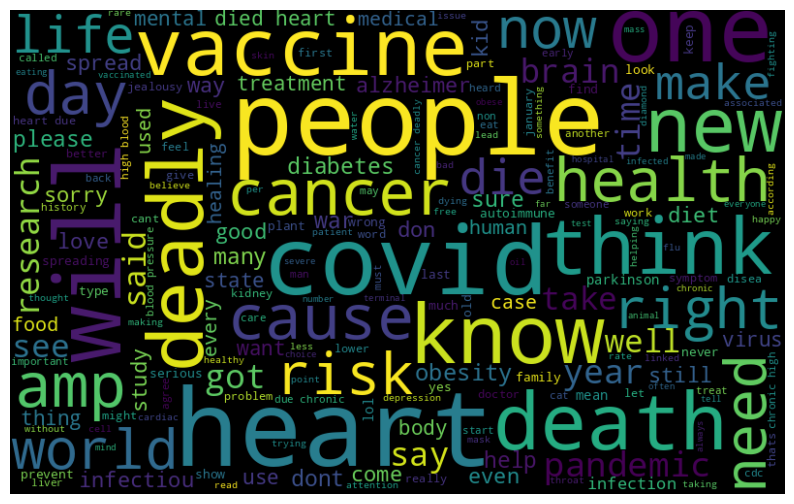 rare
mental
died heart
medical
issue
mass
keep
life
vaccine
kid
first
now
one
fighting
called
eating
vaccinated
spread
jealousy
treatment
way
alzheimer
part
early
brain
look
make
day
heart due
used
skin
live
heard
obese
find
time
diamond
associated
please
better
high blood
feel
give
people
non
eat
lead
january
something
another
new
back
believe
healing
water
cancer deadly
die
benefit
hospital
infected
made
diabetes
bad
research
sorry
history
will
deadly
cancer
per
may
dying
free
sure
far
someone
health
according
everyone
cant
plant
war
wrong
word
autoimmune
work
saying
happy
love
said
good
don
human
test
flu
helping
diet
spreading
type
blood pressure
many
man
patient
covid
think
state
last
must
severe
oil
parkinson
symptom
disea
chronic
thought
making
every
kidney
number
terminal
much
old
case
take
right
animal
food
see
study
cause
know
well
virus
important
less
care
want
healthy
choice
lower
rate
linked
never
amp
serious
got
risk
obesity
year
still
need
agree
problem
point
due chronic
depression
lol
yes
family
often
treat
thing
might
cardiac
body
doctor
cat
mean
let
tell
without
cell
mind
trying
heart
say
start
death
always
thats
chronic high
world
prevent
liver
infectiou
show
read
use
dont
come
attention
really
mask
help
even
throat
pandemic
infection
cdc
taking